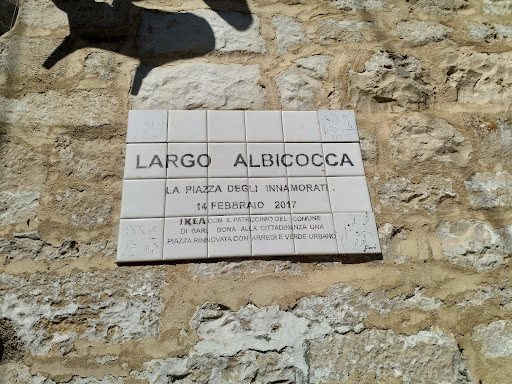 LARGO ALBICOCCA
LA PIAZZA DEGLI INNAMORATI
14 FEBBRAIO 2017
IKEA CON IL PATROCINIO DEL COMUNE
DI BARI, DONA ALLA CITTADINANZA UNA
PIAZZA RINNOVATA CON ARREDI E VERDE URBANO